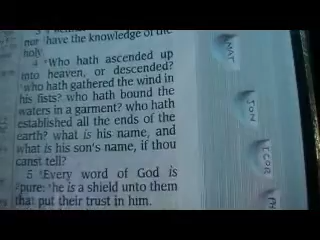 nor have the knowledge of the
holy.
4 Who hath ascended up
into heaven, or descended?
who hath gathered the wind in
his fists? who hath bound the
waters in a garment? who hath
established all the ends of the
earth? what is his name, and
what is his son's name, if thou
canst tell?
5 Every word of God is
pure: he is a shield unto them
that put their trust in him.
MAT
JOH
1COR